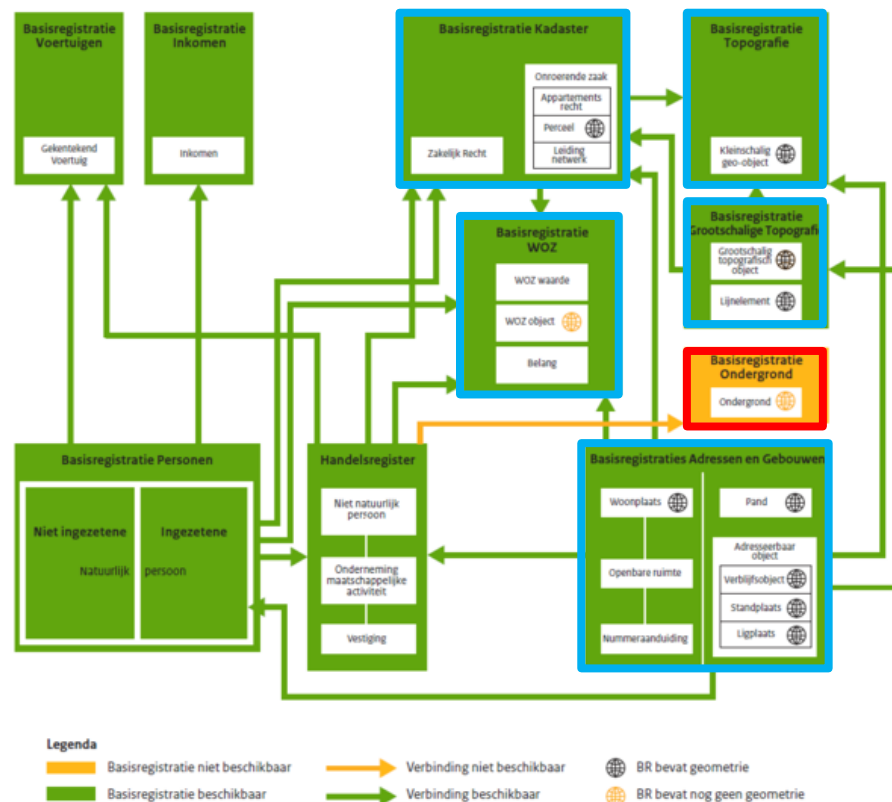 Basisregistratie
Voertuigen
Gekentekend
Voertuig
Basisregistratie
Inkomen
Inkomen
Basisregistratie Kadaster
Zakelijk Recht
Onroerende zaak
Appartements
recht
Perceel
Leiding
netwerk
Basisregistratie
Topografie
Kleinschalig
geo-object
Basisregistratie
WOZ
WOZ waarde
WOZ object
Belang
Basisregistratie
Grootschalige Topografie
Grootschalig
topografisch
object
Lijnelement
Basisregistratie
Ondergrond
Ondergrond
Basisregistratie Personen
Niet ingezetene
Ingezetene
Natuurlijk persoon
Handelsregister
Niet natuurlijk
persoon
Onderneming
maatschappelijke
activiteit
Vestiging
Basisregistraties Adressen en Gebouwen
Woonplaats
Openbare ruimte
Nummeraanduiding
Pand
Adresseerbaar
object
Verblijfsobject
Standplaats
Ligplaats
Legenda
Basisregistratie niet beschikbaar
Verbinding niet beschikbaar
BR bevat geometrie
Basisregistratie beschikbaar
Verbinding beschikbaar
BR bevat nog geen geometrie